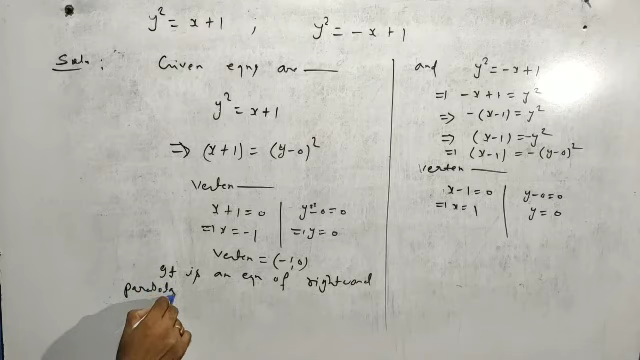 y² = x+1 , y² = -x+1
Soln: Given eqns are —
y² = x+1
=> (x+1) = (y-0)²
Vertex —
x+1=0 | y-0=0
=> x = -1 | => y = 0
Vertex = (-1,0)
It is an eqn of rightward
parabola
and y² = -x+1
=> -x+1 = y²
=> -(x-1) = y²
=> (x-1) = -y²
=> (x-1) = -(y-0)²
Vertex —
x-1=0 | y-0=0
=> x = 1 | y = 0